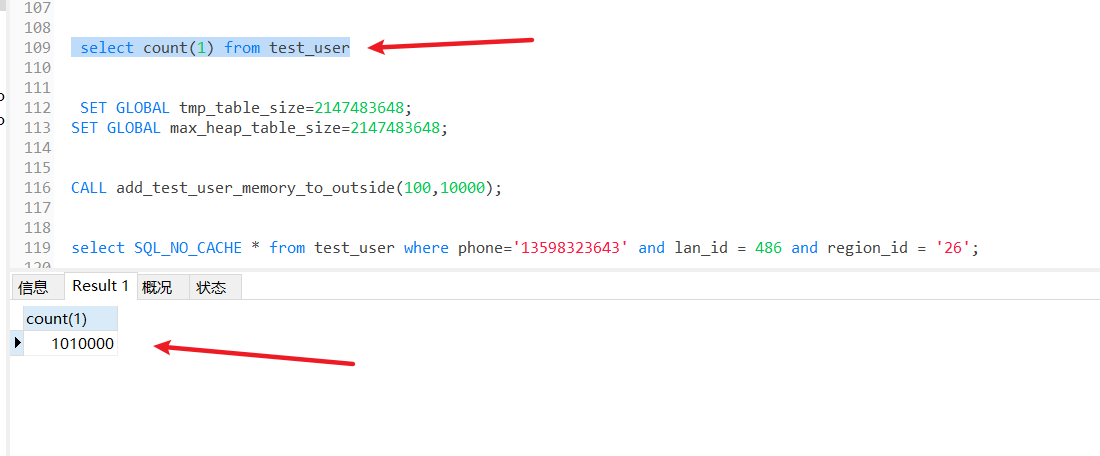 107
108
109 select count(1) from test_user
110
111
112 SET GLOBAL tmp_table_size=2147483648;
113 SET GLOBAL max_heap_table_size=2147483648;
114
115
116 CALL add_test_user_memory_to_outside(100,10000);
117
118
119 select SQL_NO_CACHE * from test_user where phone='13598323643' and lan_id = 486 and region_id = '26';
120
信息 Result 1 概况 状态
count(1)
1010000